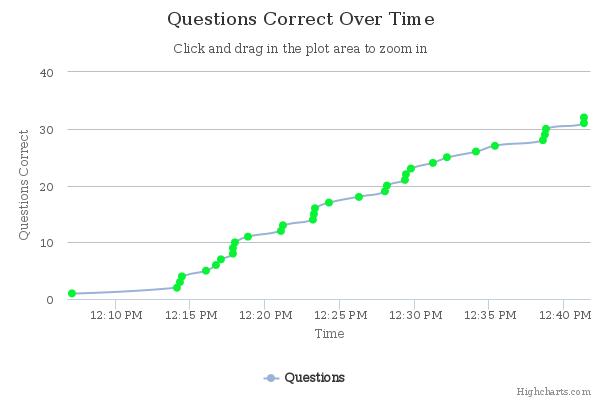 Questions Correct Over Time
Click and drag in the plot area to zoom in
Questions Correct
40
30
20
10
0
12:10 PM 12:15 PM 12:20 PM 12:25 PM 12:30 PM 12:35 PM 12:40 PM
Time
Questions
Highcharts.com